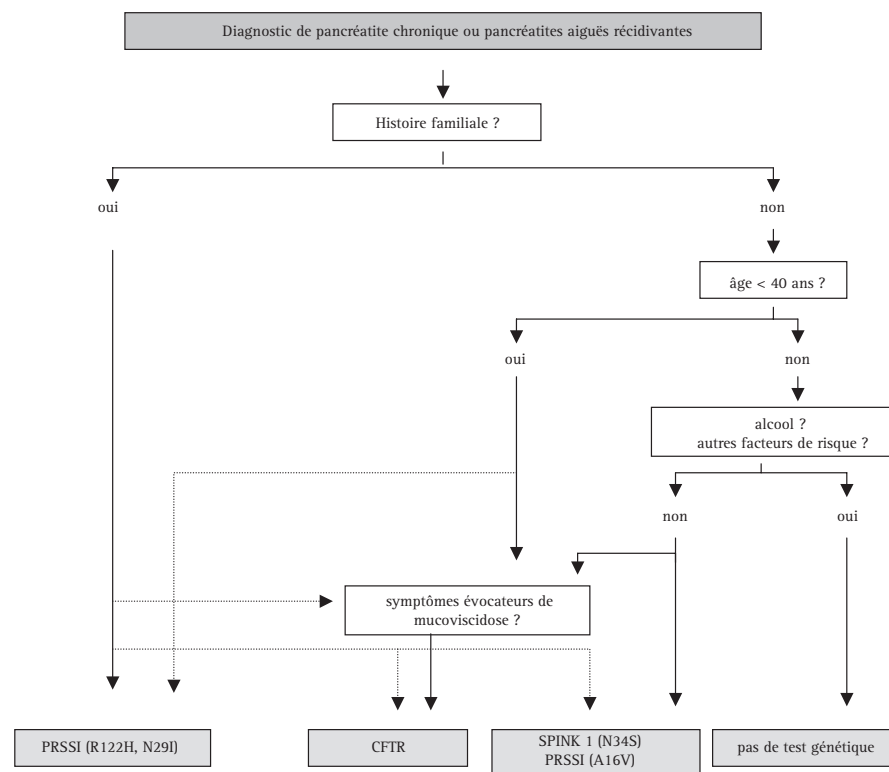 Diagnostic de pancréatite chronique ou pancréatites aiguës récidivantes
Histoire familiale ?
oui
non
âge < 40 ans ?
oui
non
alcool ?
autres facteurs de risque ?
non
oui
symptômes évocateurs de
mucoviscidose ?
PRSSI (R122H, N29I)
CFTR
SPINK 1 (N34S)
PRSSI (A16V)
pas de test génétique